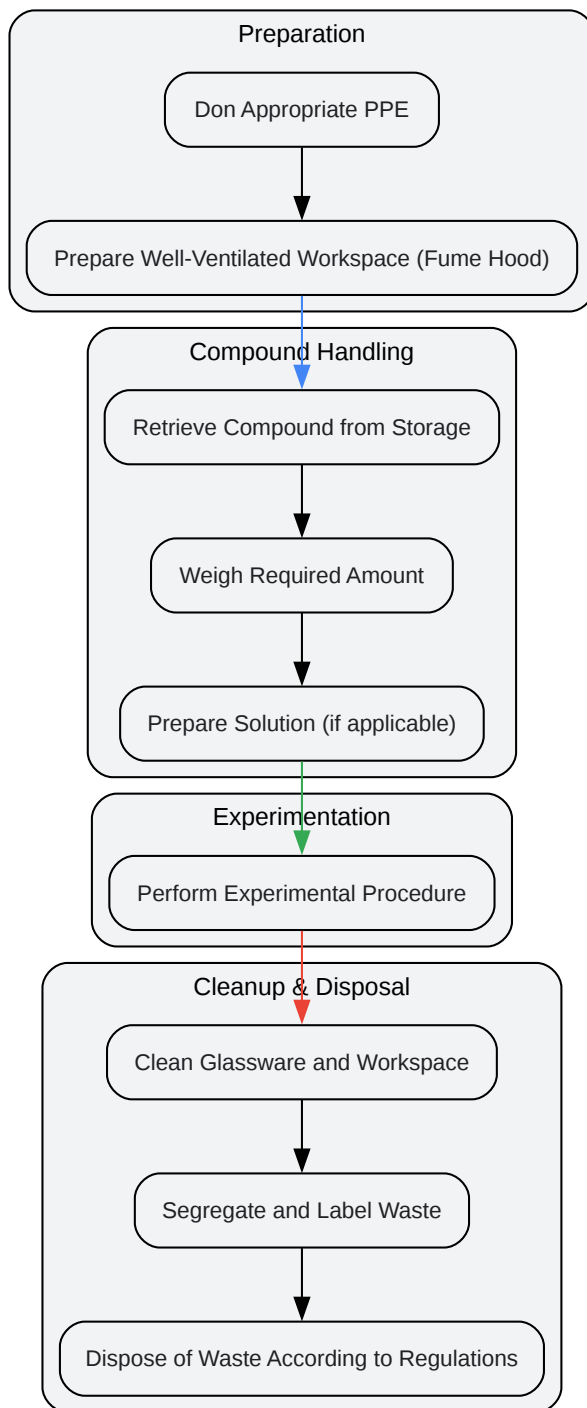 Preparation
Don Appropriate PPE
Prepare Well-Ventilated Workspace (Fume Hood)
Compound Handling
Retrieve Compound from Storage
Weigh Required Amount
Prepare Solution (if applicable)
Experimentation
Perform Experimental Procedure
Cleanup & Disposal
Clean Glassware and Workspace
Segregate and Label Waste
Dispose of Waste According to Regulations